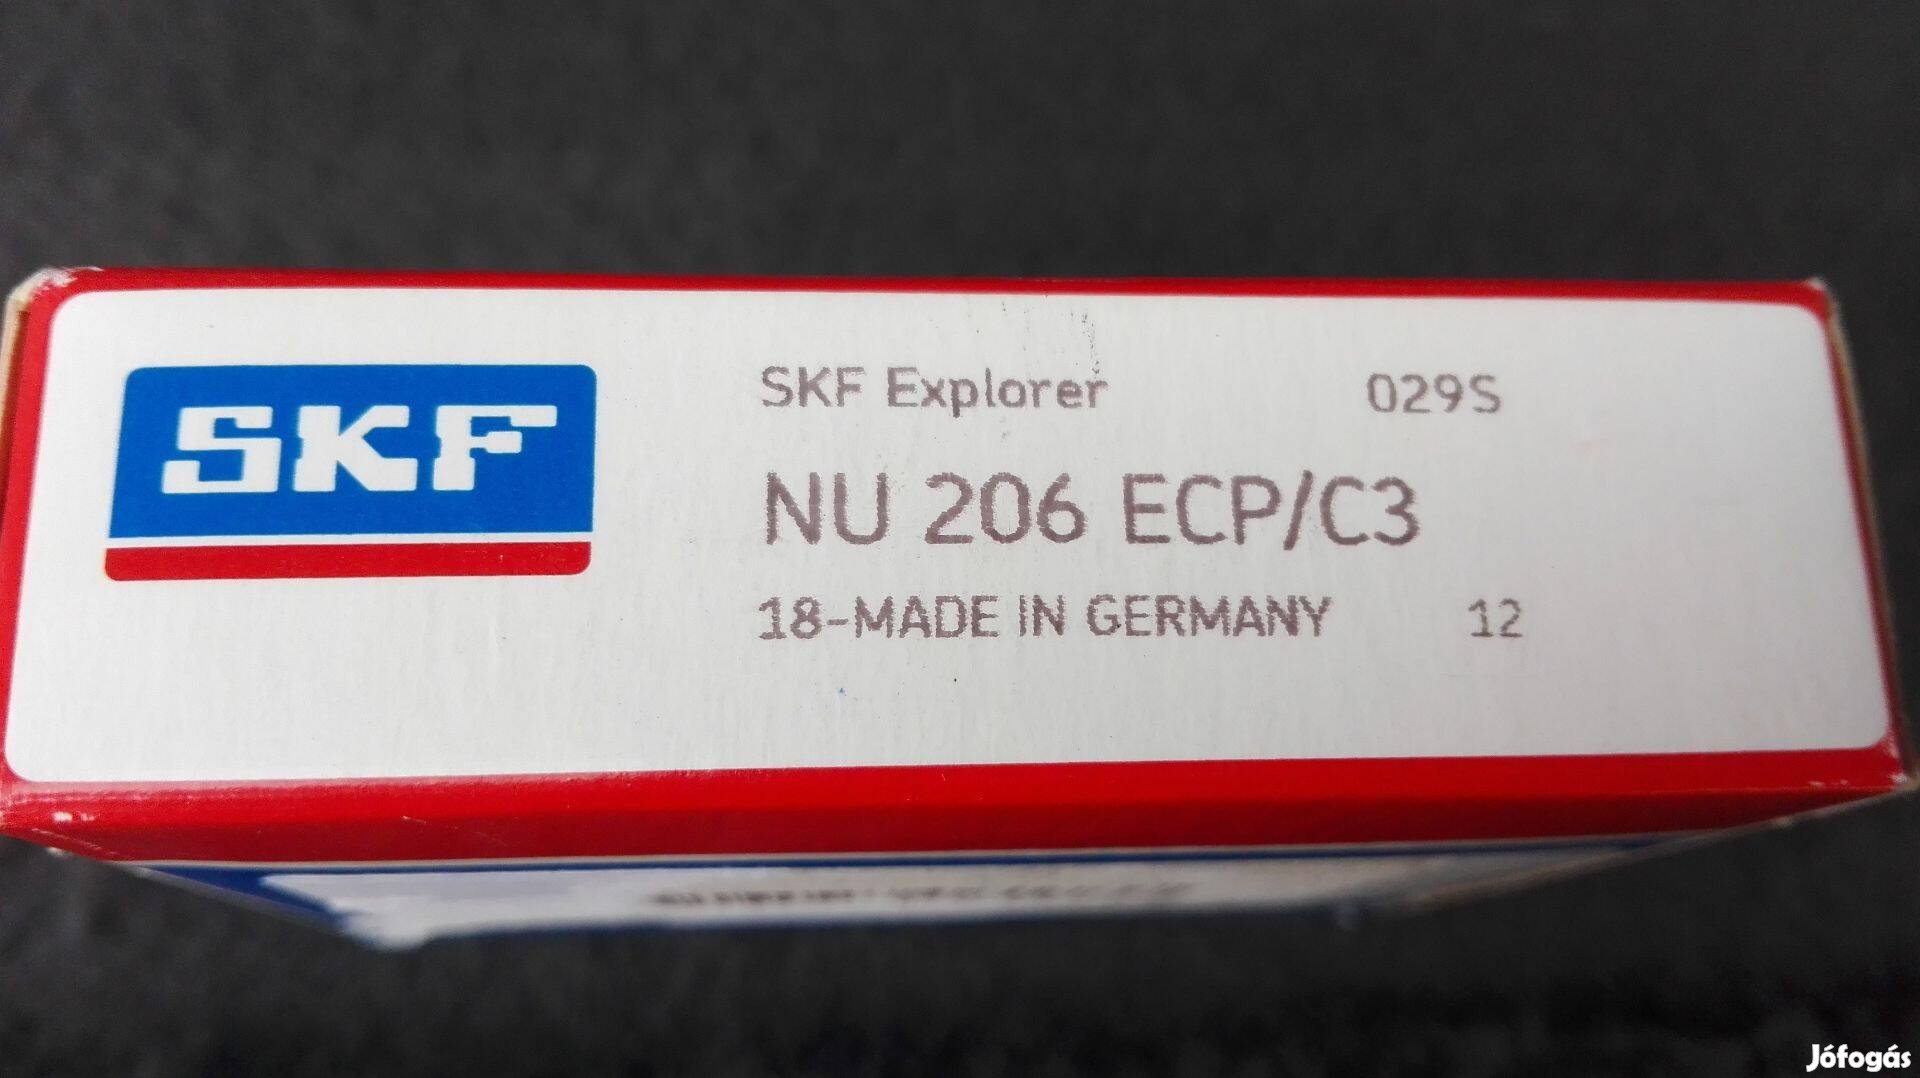 SKF
SKF Explorer 029S
NU 206 ECP/C3
18-MADE IN GERMANY 12
Jófogás